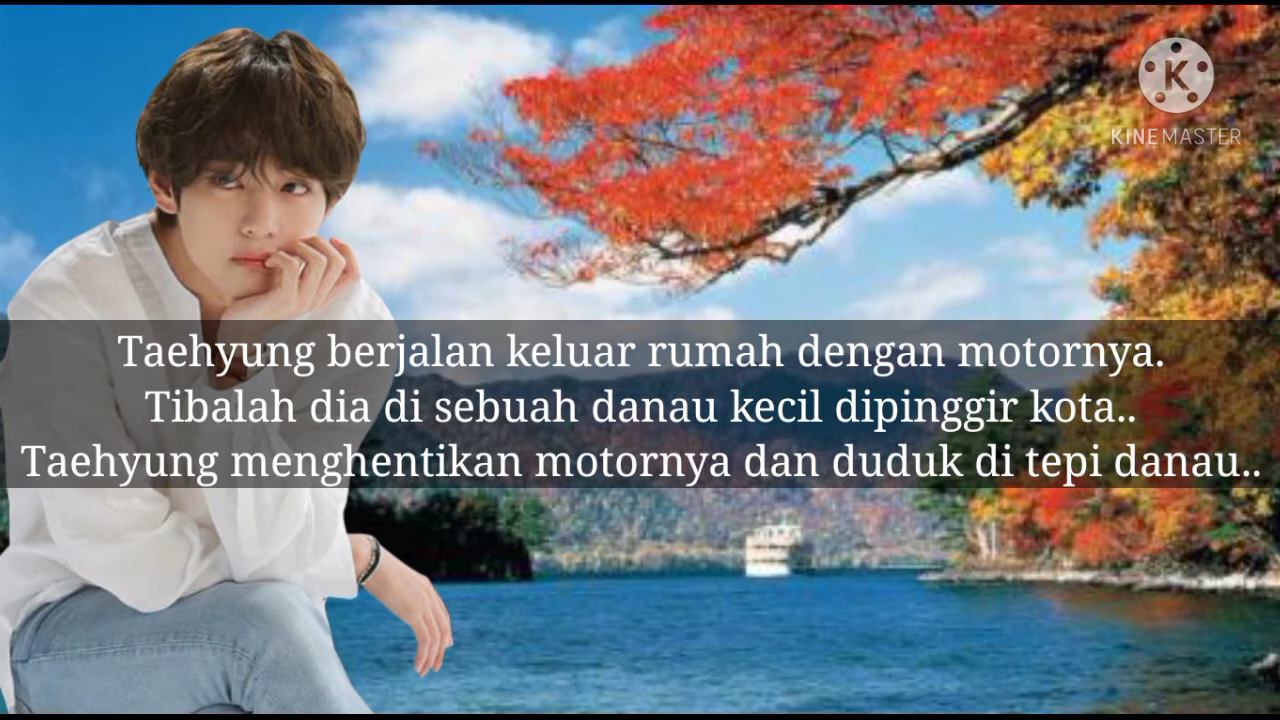 K
KINEMASTER
Taehyung berjalan keluar rumah dengan motornya.
Tibalah dia di sebuah danau kecil dipinggir kota..
Taehyung menghentikan motornya dan duduk di tepi danau..